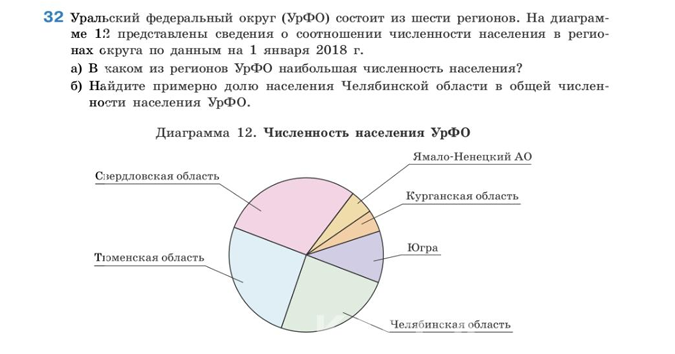 32 Уральский федеральный округ (УрФО) состоит из шести регионов. На диаграм-
ме 12 представлены сведения о соотношении численности населения в регио-
нах округа по данным на 1 января 2018 г.
а) В каком из регионов УрФО наибольшая численность населения?
б) Найдите примерно долю населения Челябинской области в общей числен-
ности населения УрФО.
Диаграмма 12. Численность населения УрФО
Ямало-Ненецкий АО
Свердловская область
Курганская область
Югра
Тюменская область
Челябинская область